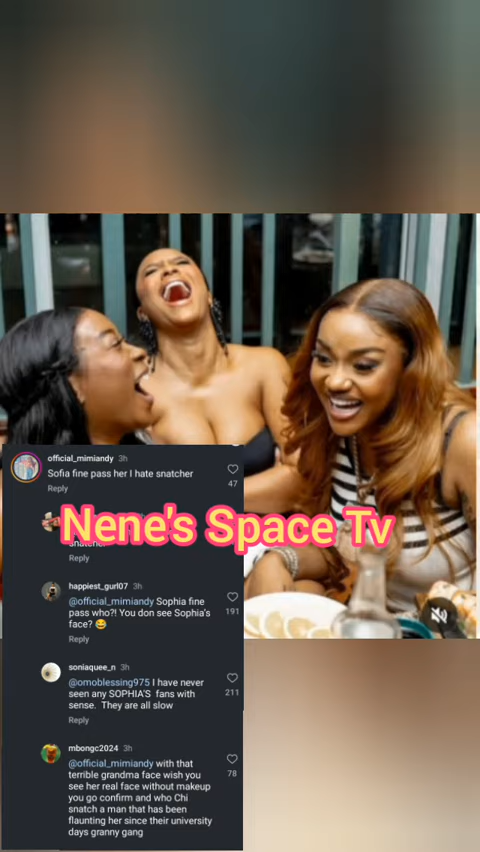 official_mimiandy 3h
Sofia fine pass her I hate snatcher
47
Reply
Nene's Space Tv
snatcher
Reply
happiest_gurl07 3h
@official_mimiandy Sophia fine
pass who?! You don see Sophia's
face? 😂
191
Reply
soniaquee_n 3h
@omoblessing975 I have never
seen any SOPHIA'S fans with
sense. They are all slow
211
Reply
mbongc2024 3h
@official_mimiandy with that
terrible grandma face wish you
see her real face without makeup
you go confirm and who Chi
snatch a man that has been
flaunting her since their university
days granny gang
78